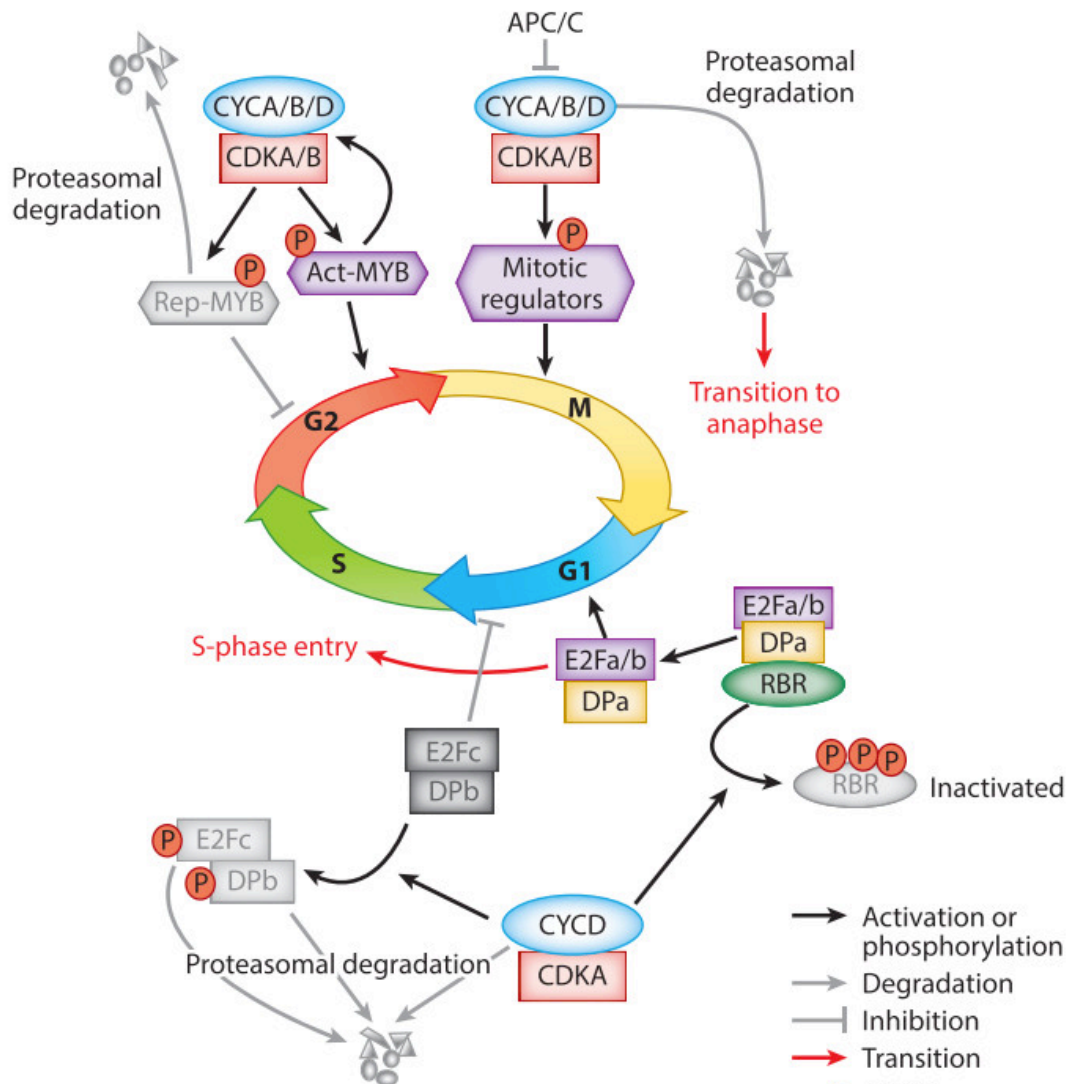 APC/C
Proteasomal
degradation
CYCA/B/D
CDKA/B
CYCA/B/D
CDKA/B
Proteasomal
degradation
P
Rep-MYB
P
Act-MYB
P
Mitotic
regulators
Transition to
anaphase
G2
M
S
G1
S-phase entry
E2Fa/b
DPa
E2Fa/b
DPa
RBR
E2Fc
DPb
P
P
P
RBR
Inactivated
P
E2Fc
P
DPb
CYCD
CDKA
Proteasomal degradation
Activation or
phosphorylation
Degradation
Inhibition
Transition